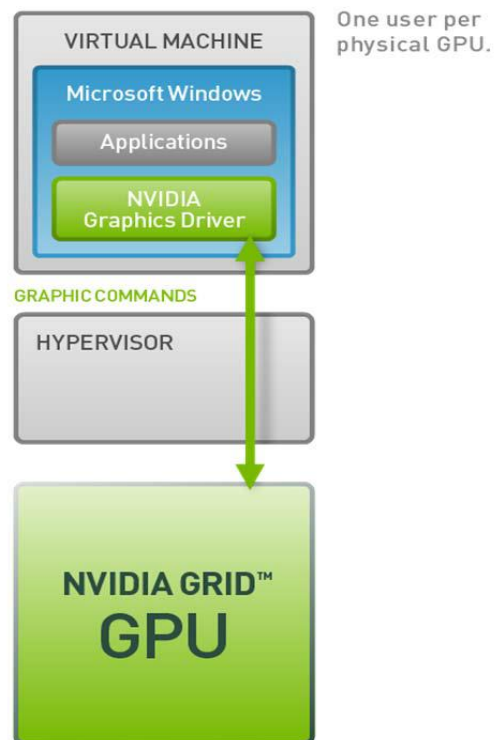 VIRTUAL MACHINE
One user per
physical GPU.
Microsoft Windows
Applications
NVIDIA
Graphics Driver
GRAPHIC COMMANDS
HYPERVISOR
NVIDIA GRID™
GPU